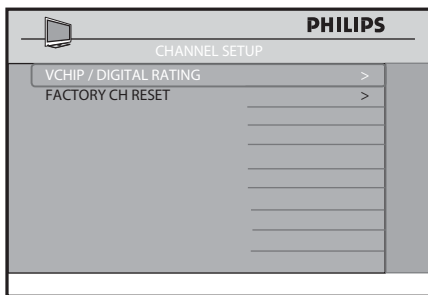 PHILIPS
CHANNEL SETUP
VCHIP / DIGITAL RATING >
FACTORY CH RESET >